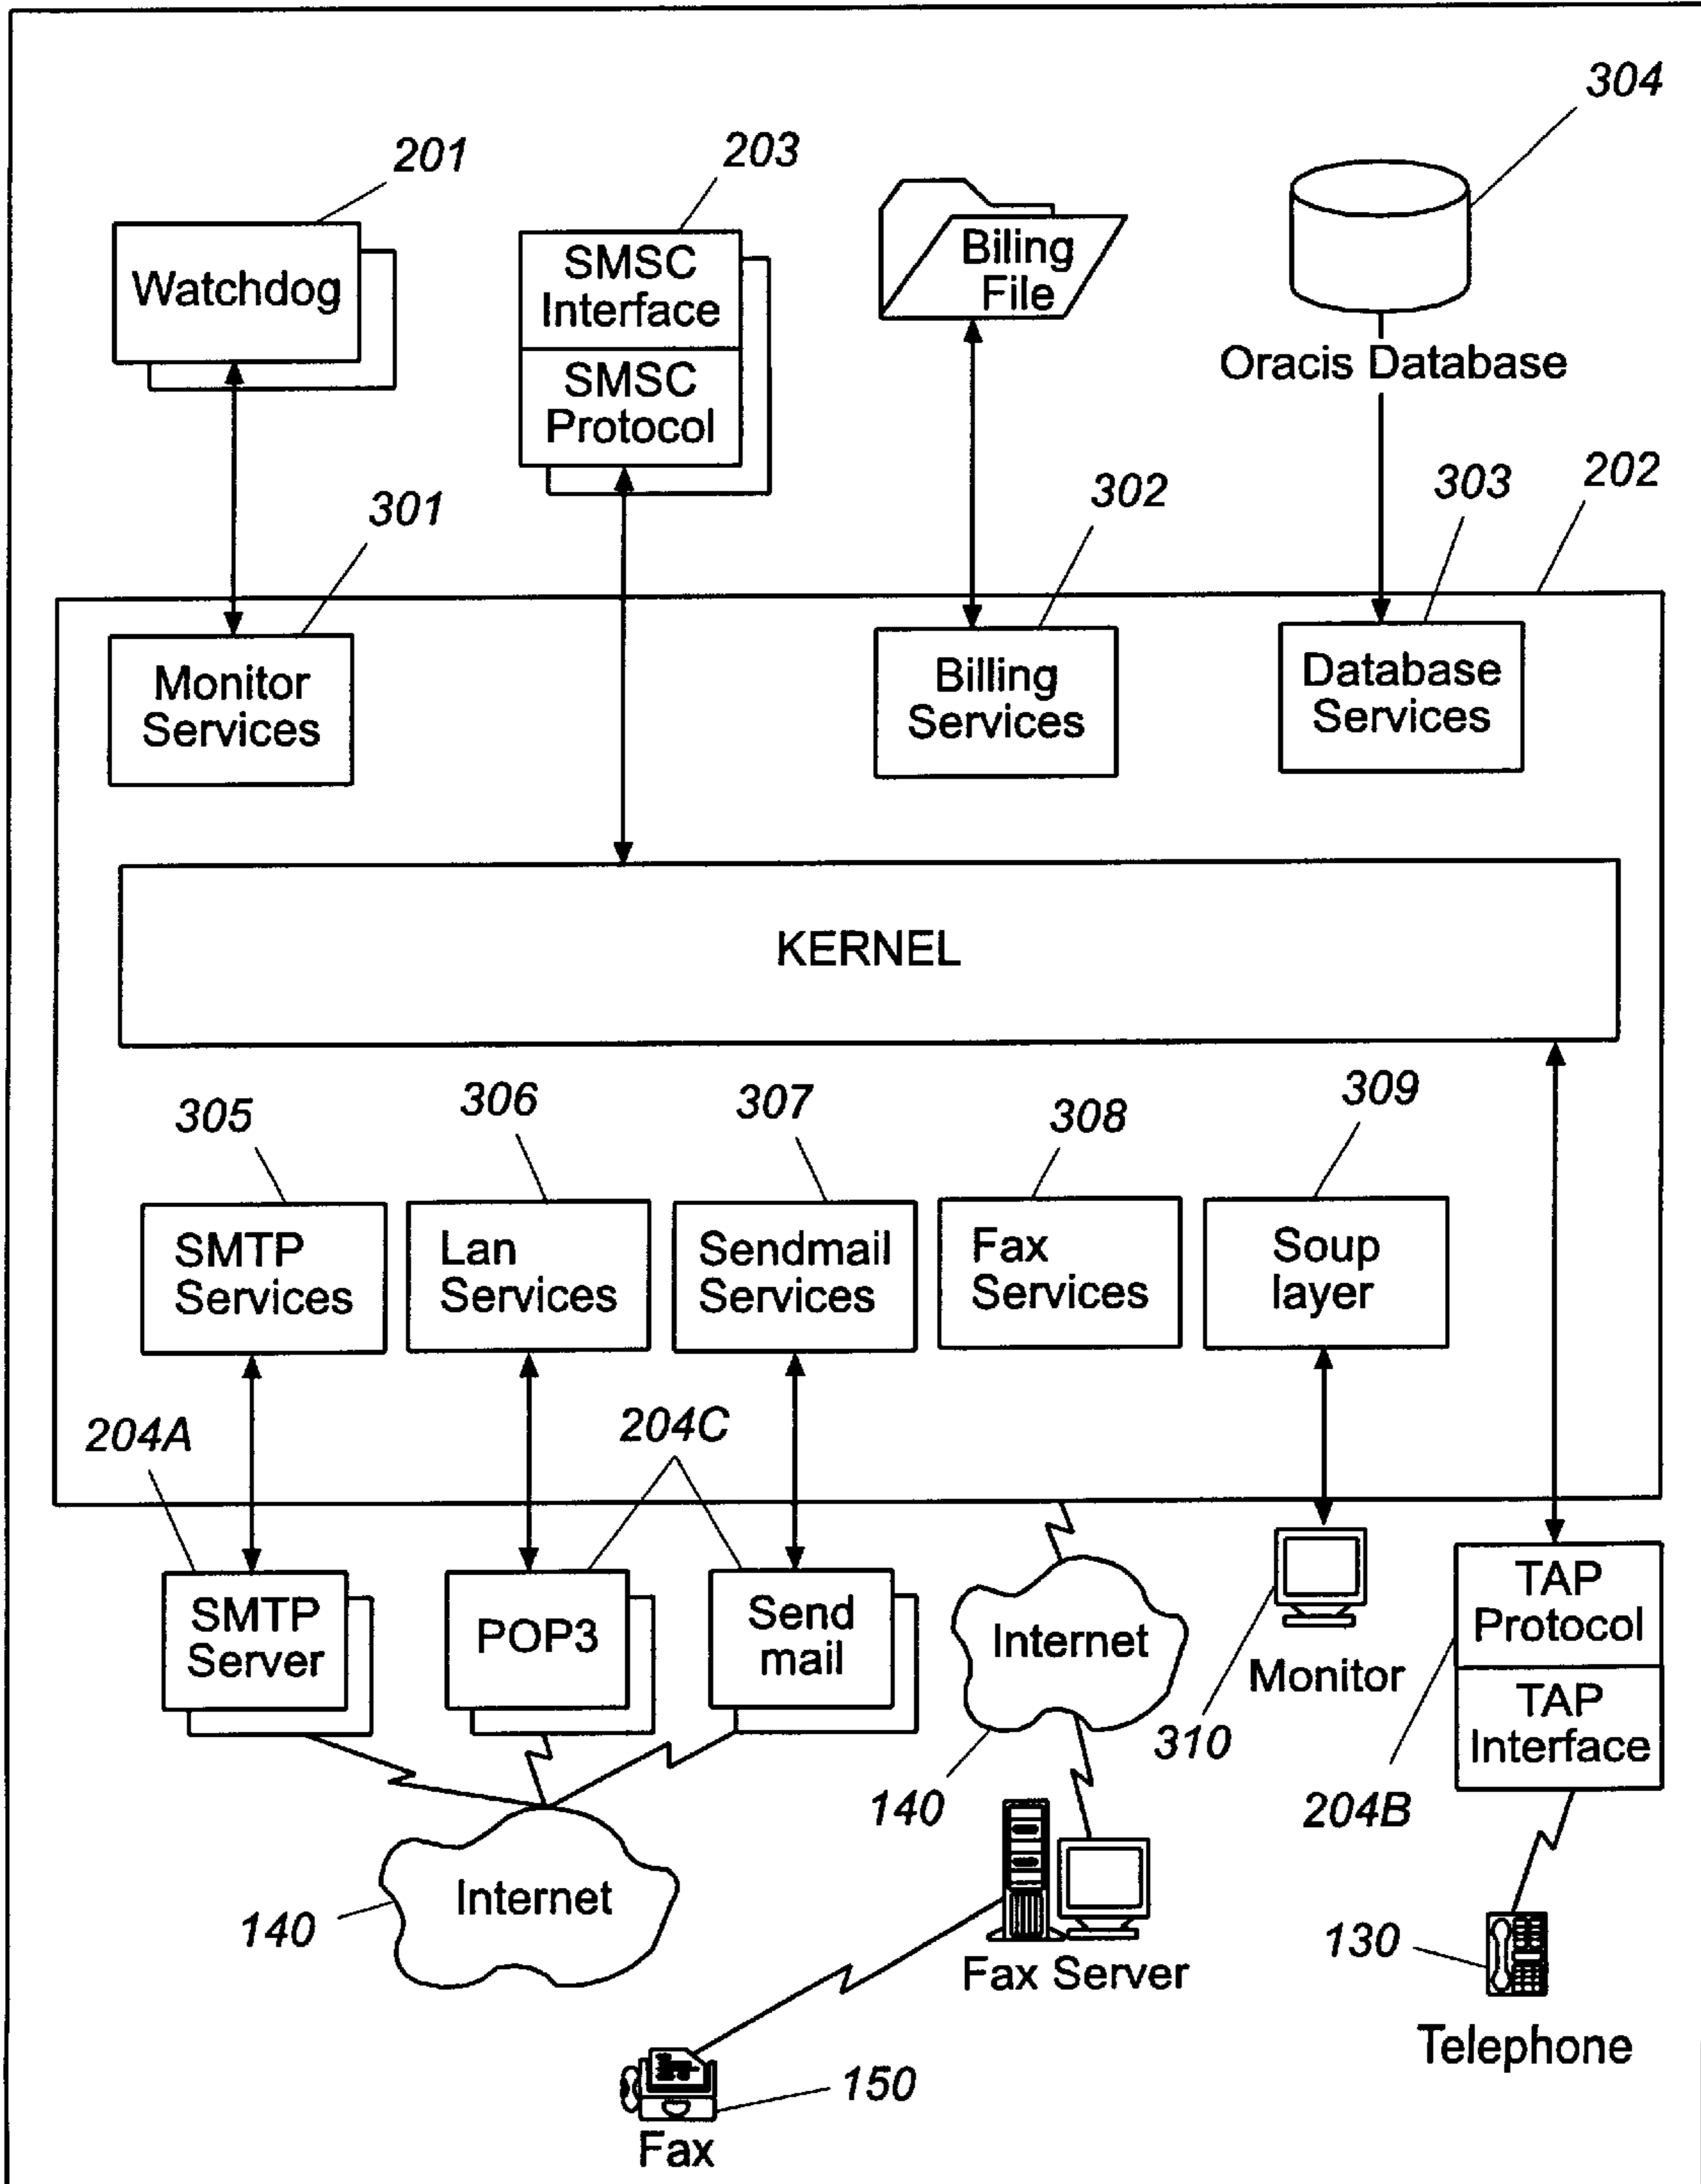 304
201
203
Watchdog
SMSC
Interface
SMSC
Protocol
Biling
File
Oracis Database
301
302
303
202
Monitor
Services
Billing
Services
Database
Services
KERNEL
305
306
307
308
309
SMTP
Services
Lan
Services
Sendmail
Services
Fax
Services
Soup
layer
204A
204C
SMTP
Server
POP3
Send
mail
Internet
Monitor
TAP
Protocol
TAP
Interface
310
140
204B
Internet
140
Fax Server
130
Telephone
150
Fax